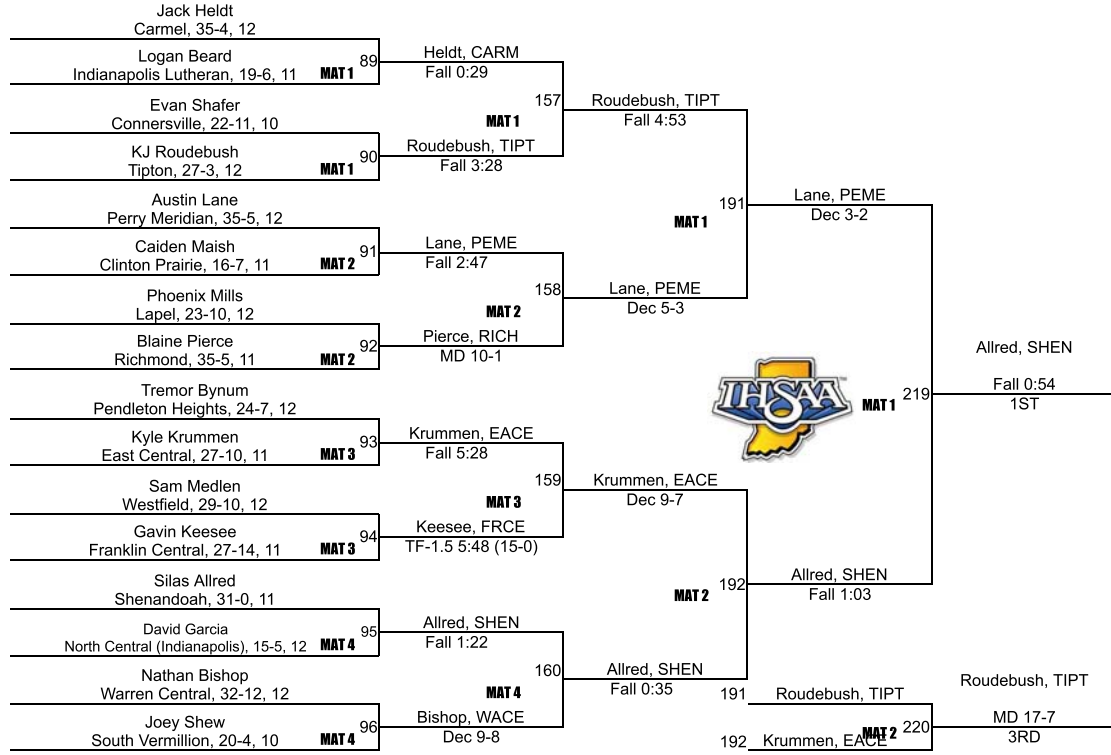 Jack Heldt
Carmel, 35-4, 12
Logan Beard
Indianapolis Lutheran, 19-6, 11
MAT 1
89
Heldt, CARM
Fall 0:29
Evan Shafer
Connersville, 22-11, 10
KJ Roudebush
Tipton, 27-3, 12
MAT 1
90
Roudebush, TIPT
Fall 3:28
157
MAT 1
Roudebush, TIPT
Fall 4:53
Austin Lane
Perry Meridian, 35-5, 12
Caiden Maish
Clinton Prairie, 16-7, 11
MAT 2
91
Lane, PEME
Fall 2:47
Phoenix Mills
Lapel, 23-10, 12
Blaine Pierce
Richmond, 35-5, 11
MAT 2
92
Pierce, RICH
MD 10-1
158
MAT 2
Lane, PEME
Dec 5-3
191
MAT 1
Lane, PEME
Dec 3-2
Tremor Bynum
Pendleton Heights, 24-7, 12
Kyle Krummen
East Central, 27-10, 11
MAT 3
93
Krummen, EACE
Fall 5:28
Sam Medlen
Westfield, 29-10, 12
Gavin Keesee
Franklin Central, 27-14, 11
MAT 3
94
Keesee, FRCE
TF-1.5 5:48 (15-0)
159
MAT 3
Krummen, EACE
Dec 9-7
Silas Allred
Shenandoah, 31-0, 11
David Garcia
North Central (Indianapolis), 15-5, 12
MAT 4
95
Allred, SHEN
Fall 1:22
Nathan Bishop
Warren Central, 32-12, 12
Joey Shew
South Vermillion, 20-4, 10
MAT 4
96
Bishop, WACE
Dec 9-8
160
MAT 4
Allred, SHEN
Fall 0:35
192
MAT 2
Allred, SHEN
Fall 1:03
IHSAA
TM
MAT 1
219
Allred, SHEN
Fall 0:54
1ST
191
Roudebush, TIPT
192
Krummen, EACE
MAT 2
220
Roudebush, TIPT
MD 17-7
3RD